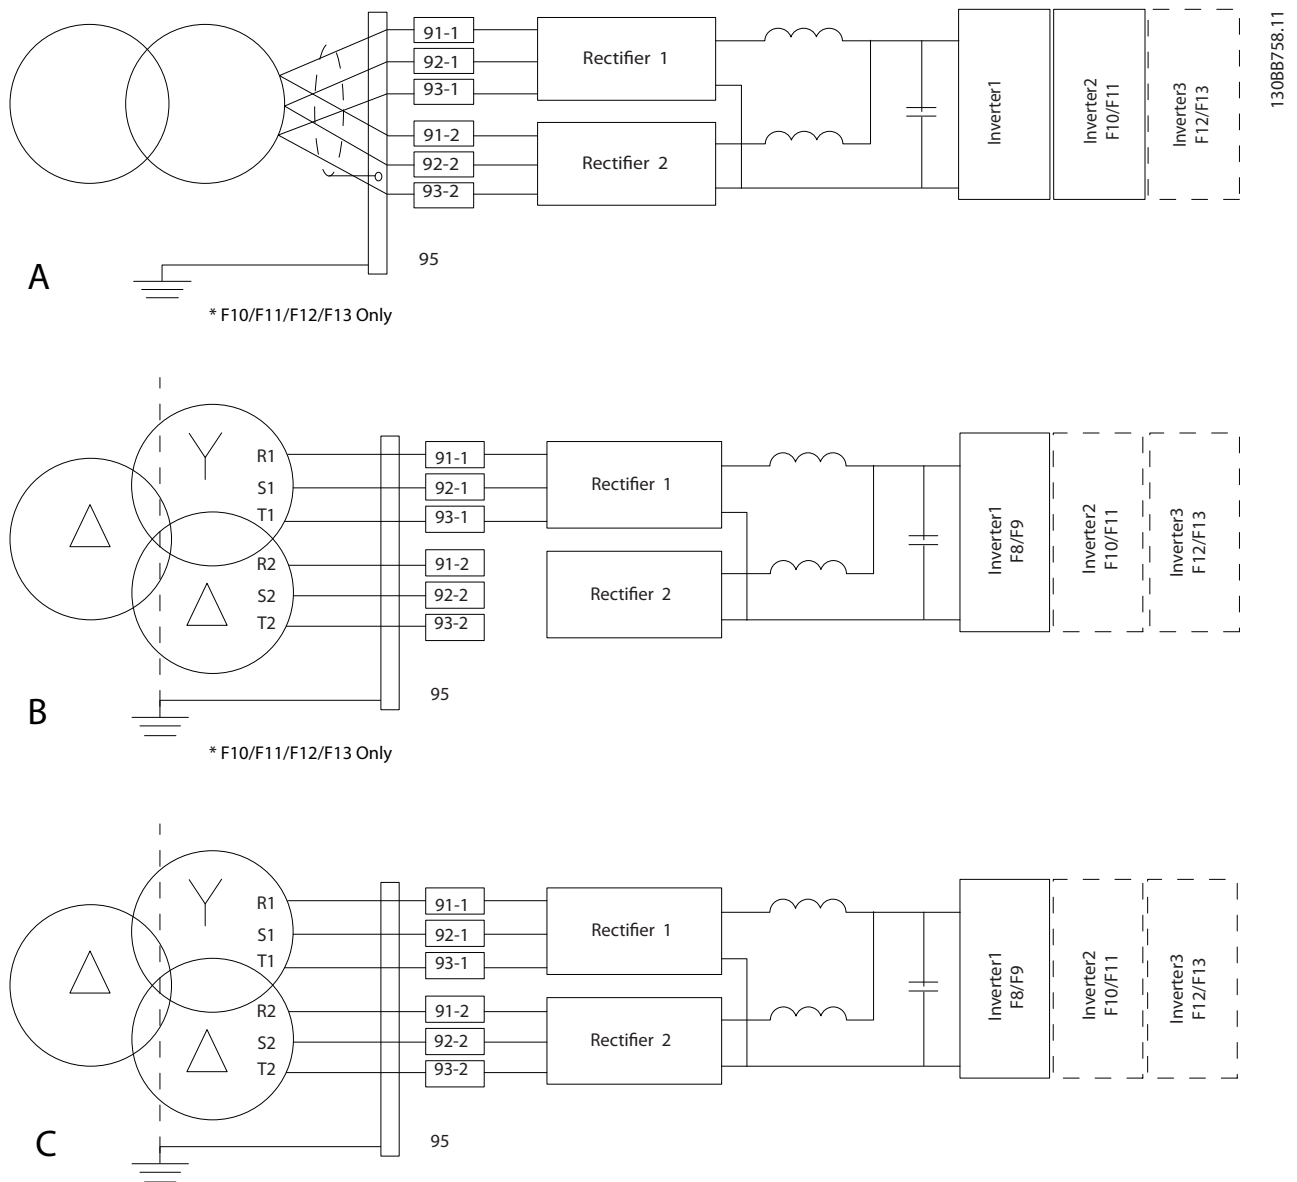 91-1
92-1
93-1
91-2
92-2
93-2
Rectifier 1
Rectifier 2
Inverter1
Inverter2
F10/F11
Inverter3
F12/F13
130BB758.11
95
A
* F10/F11/F12/F13 Only
R1
S1
T1
R2
S2
T2
91-1
92-1
93-1
91-2
92-2
93-2
Rectifier 1
Rectifier 2
Inverter1
F8/F9
Inverter2
F10/F11
Inverter3
F12/F13
95
B
* F10/F11/F12/F13 Only
R1
S1
T1
R2
S2
T2
91-1
92-1
93-1
91-2
92-2
93-2
Rectifier 1
Rectifier 2
Inverter1
F8/F9
Inverter2
F10/F11
Inverter3
F12/F13
95
C